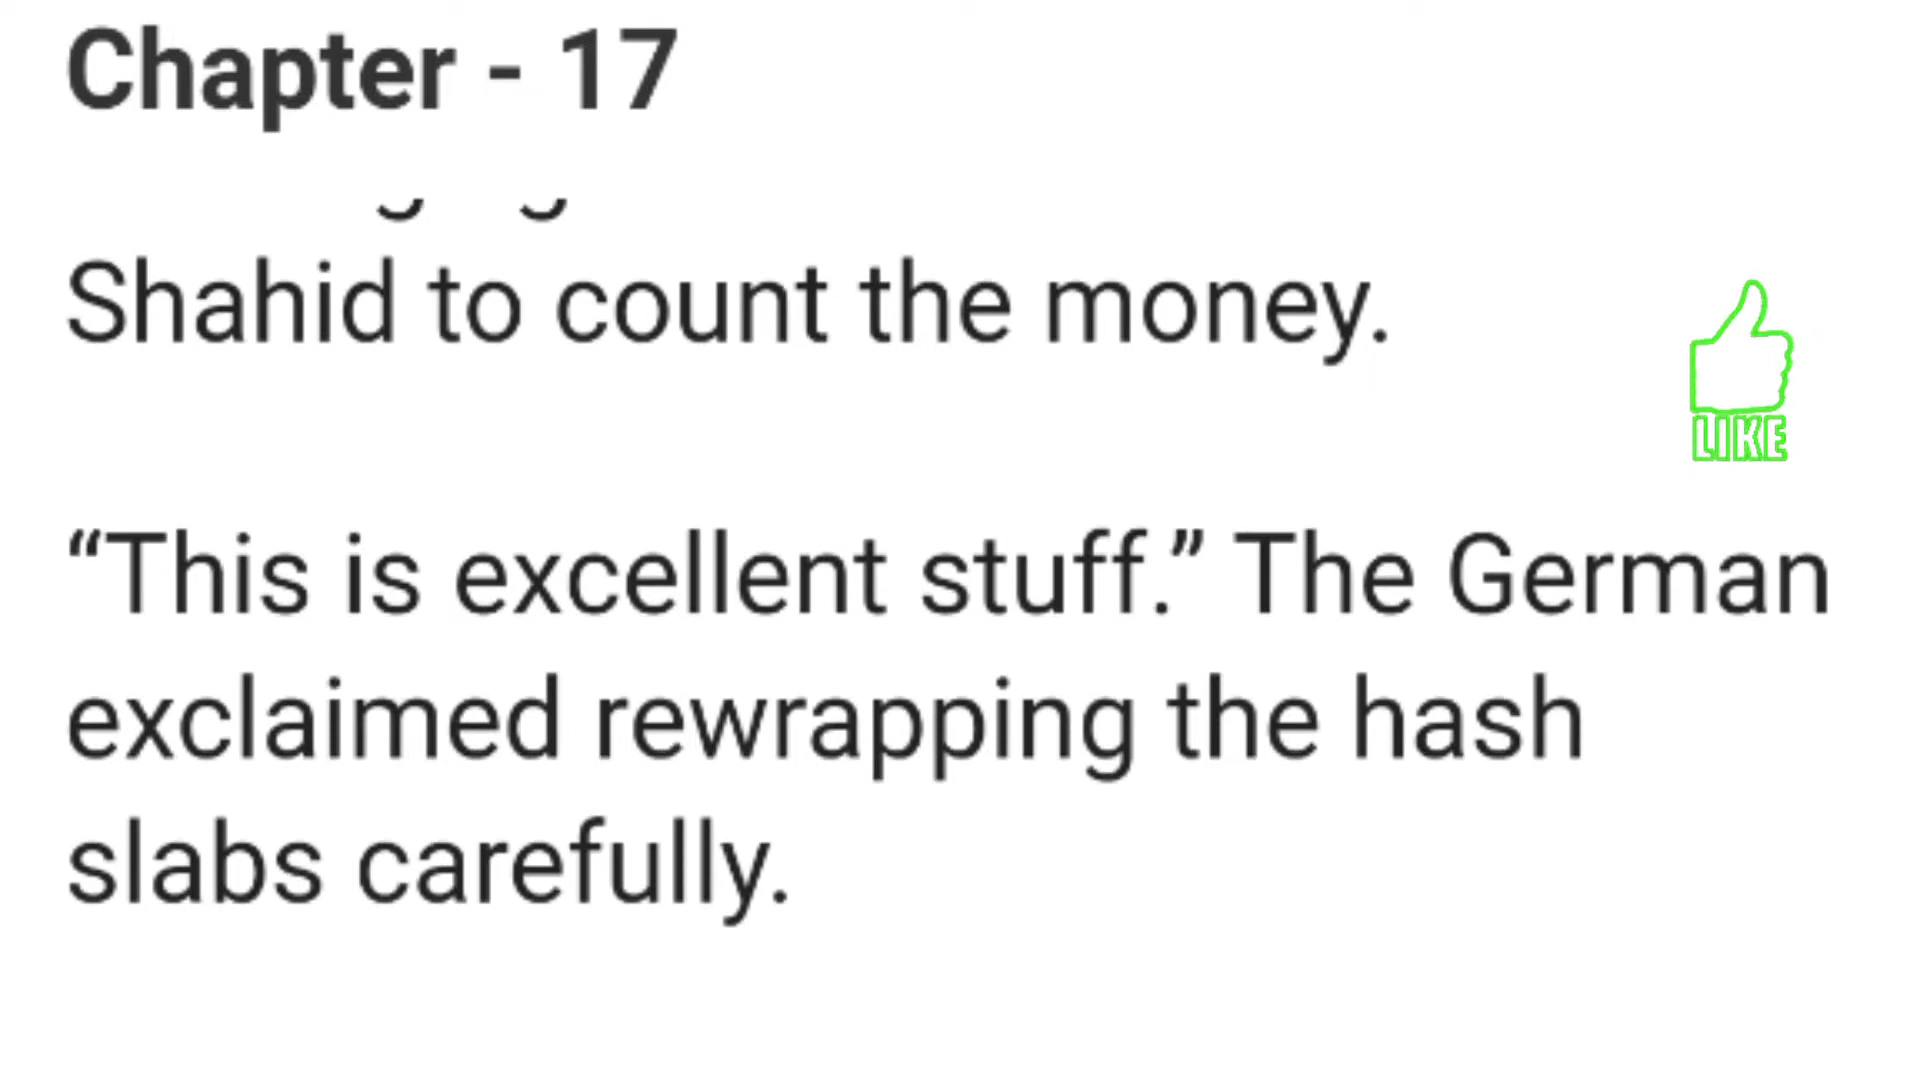 Chapter - 17
Shahid to count the money.
LIKE
“This is excellent stuff.” The German
exclaimed rewrapping the hash
slabs carefully.